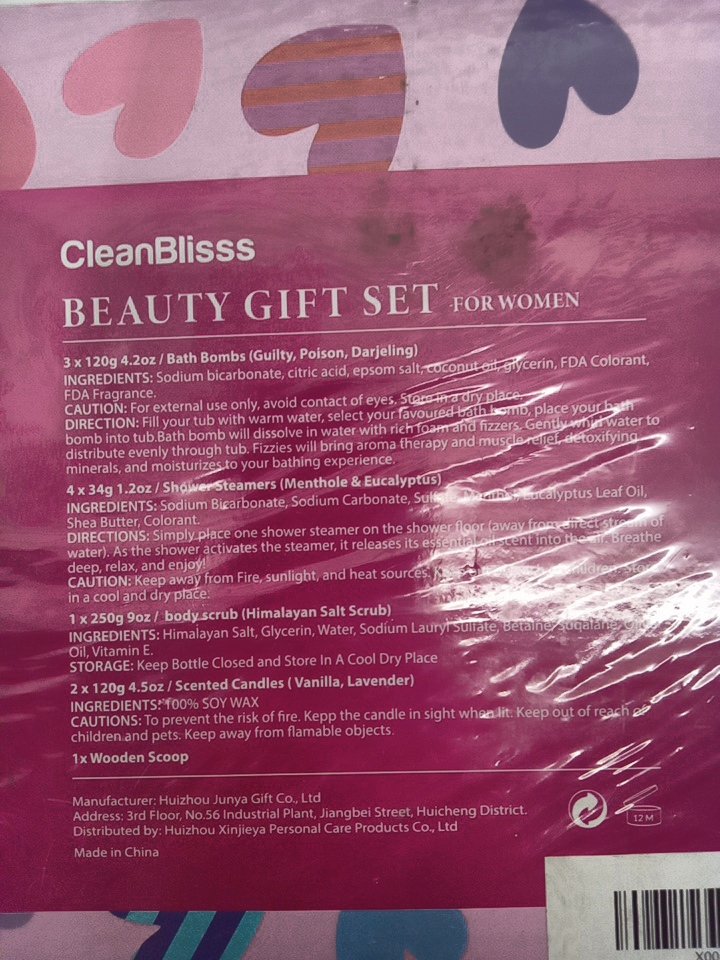 CleanBlisss
BEAUTY GIFT SET FOR WOMEN
3 x 120g 4.2oz / Bath Bombs (Guilty, Poison, Darjeling)
INGREDIENTS: Sodium bicarbonate, citric acid, epsom salt, coconut oil, glycerin, FDA Colorant,
FDA Fragrance.
CAUTION: For external use only, avoid contact of eyes. Store in a dry place.
DIRECTION: Fill your tub with warm water, select your favoured bath bomb, place your bath
bomb into tub.Bath bomb will dissolve in water with rich foam and fizzers. Gently whirl water to
distribute evenly through tub. Fizzies will bring aroma therapy and muscle relief, detoxifying
minerals, and moisturizes to your bathing experience.
4 x 34g 1.2oz / Shower Steamers (Menthole & Eucalyptus)
INGREDIENTS: Sodium Bicarbonate, Sodium Carbonate, Menthol, Eucalyptus Leaf Oil,
Shea Butter, Colorant.
DIRECTIONS: Simply place one shower steamer on the shower floor (away from direct stream of
water). As the shower activates the steamer, it releases its essential oil scent into the air. Breathe
deep, relax, and enjoy!
CAUTION: Keep away from Fire, sunlight, and heat sources. children. Store
in a cool and dry place.
1 x 250g 9oz / body scrub (Himalayan Salt Scrub)
INGREDIENTS: Himalayan Salt, Glycerin, Water, Sodium Lauryl Sulfate, Betaine, Sugalane,
Oil, Vitamin E.
STORAGE: Keep Bottle Closed and Store In A Cool Dry Place
2 x 120g 4.5oz / Scented Candles ( Vanilla, Lavender)
INGREDIENTS: 100% SOY WAX
CAUTIONS: To prevent the risk of fire. Kepp the candle in sight when lit. Keep out of reach of
children and pets. Keep away from flamable objects.
1x Wooden Scoop
Manufacturer: Huizhou Junya Gift Co., Ltd
Address: 3rd Floor, No.56 Industrial Plant, Jiangbei Street, Huicheng District.
Distributed by: Huizhou Xinjieya Personal Care Products Co., Ltd
Made in China
12 M
X00